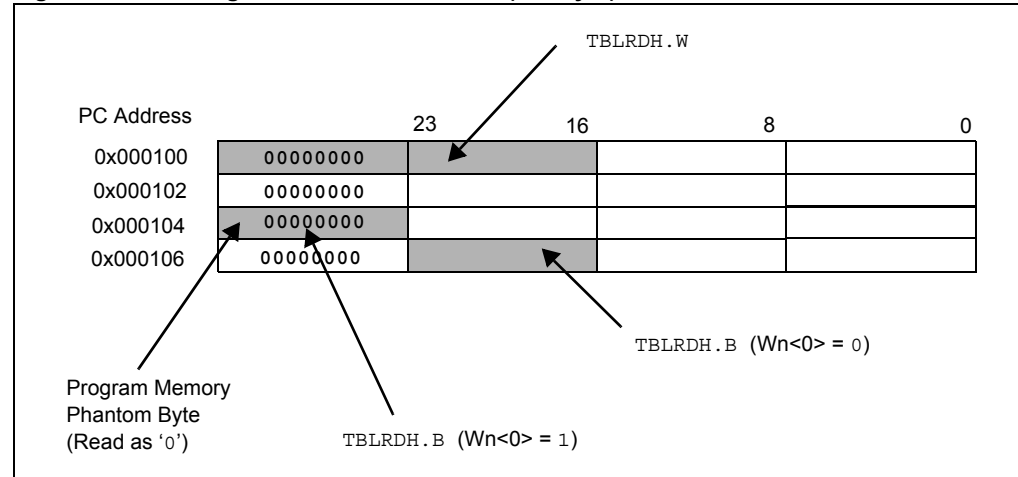 TBLRDH.W
PC Address
23 16 8 0
0x000100 00000000
0x000102 00000000
0x000104 00000000
0x000106 00000000
TBLRDH.B (Wn<0> = 0)
Program Memory
Phantom Byte
(Read as ‘0’)
TBLRDH.B (Wn<0> = 1)